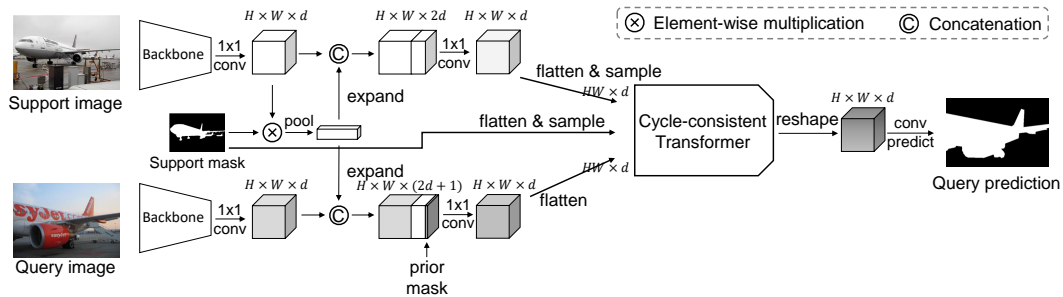 Element-wise multiplication
C Concatenation
H × W × d
H × W × 2d
H × W × d
Backbone
1x1
conv
C
1x1
conv
flatten & sample
HW × d
Support image
expand
Cycle-consistent
Transformer
H × W × d
reshape
conv
predict
pool
flatten & sample
Support mask
HW × d
Query prediction
expand
H × W × d
H × W × (2d + 1)
H × W × d
Backbone
1x1
conv
C
1x1
conv
flatten
easyJet
Query image
prior
mask